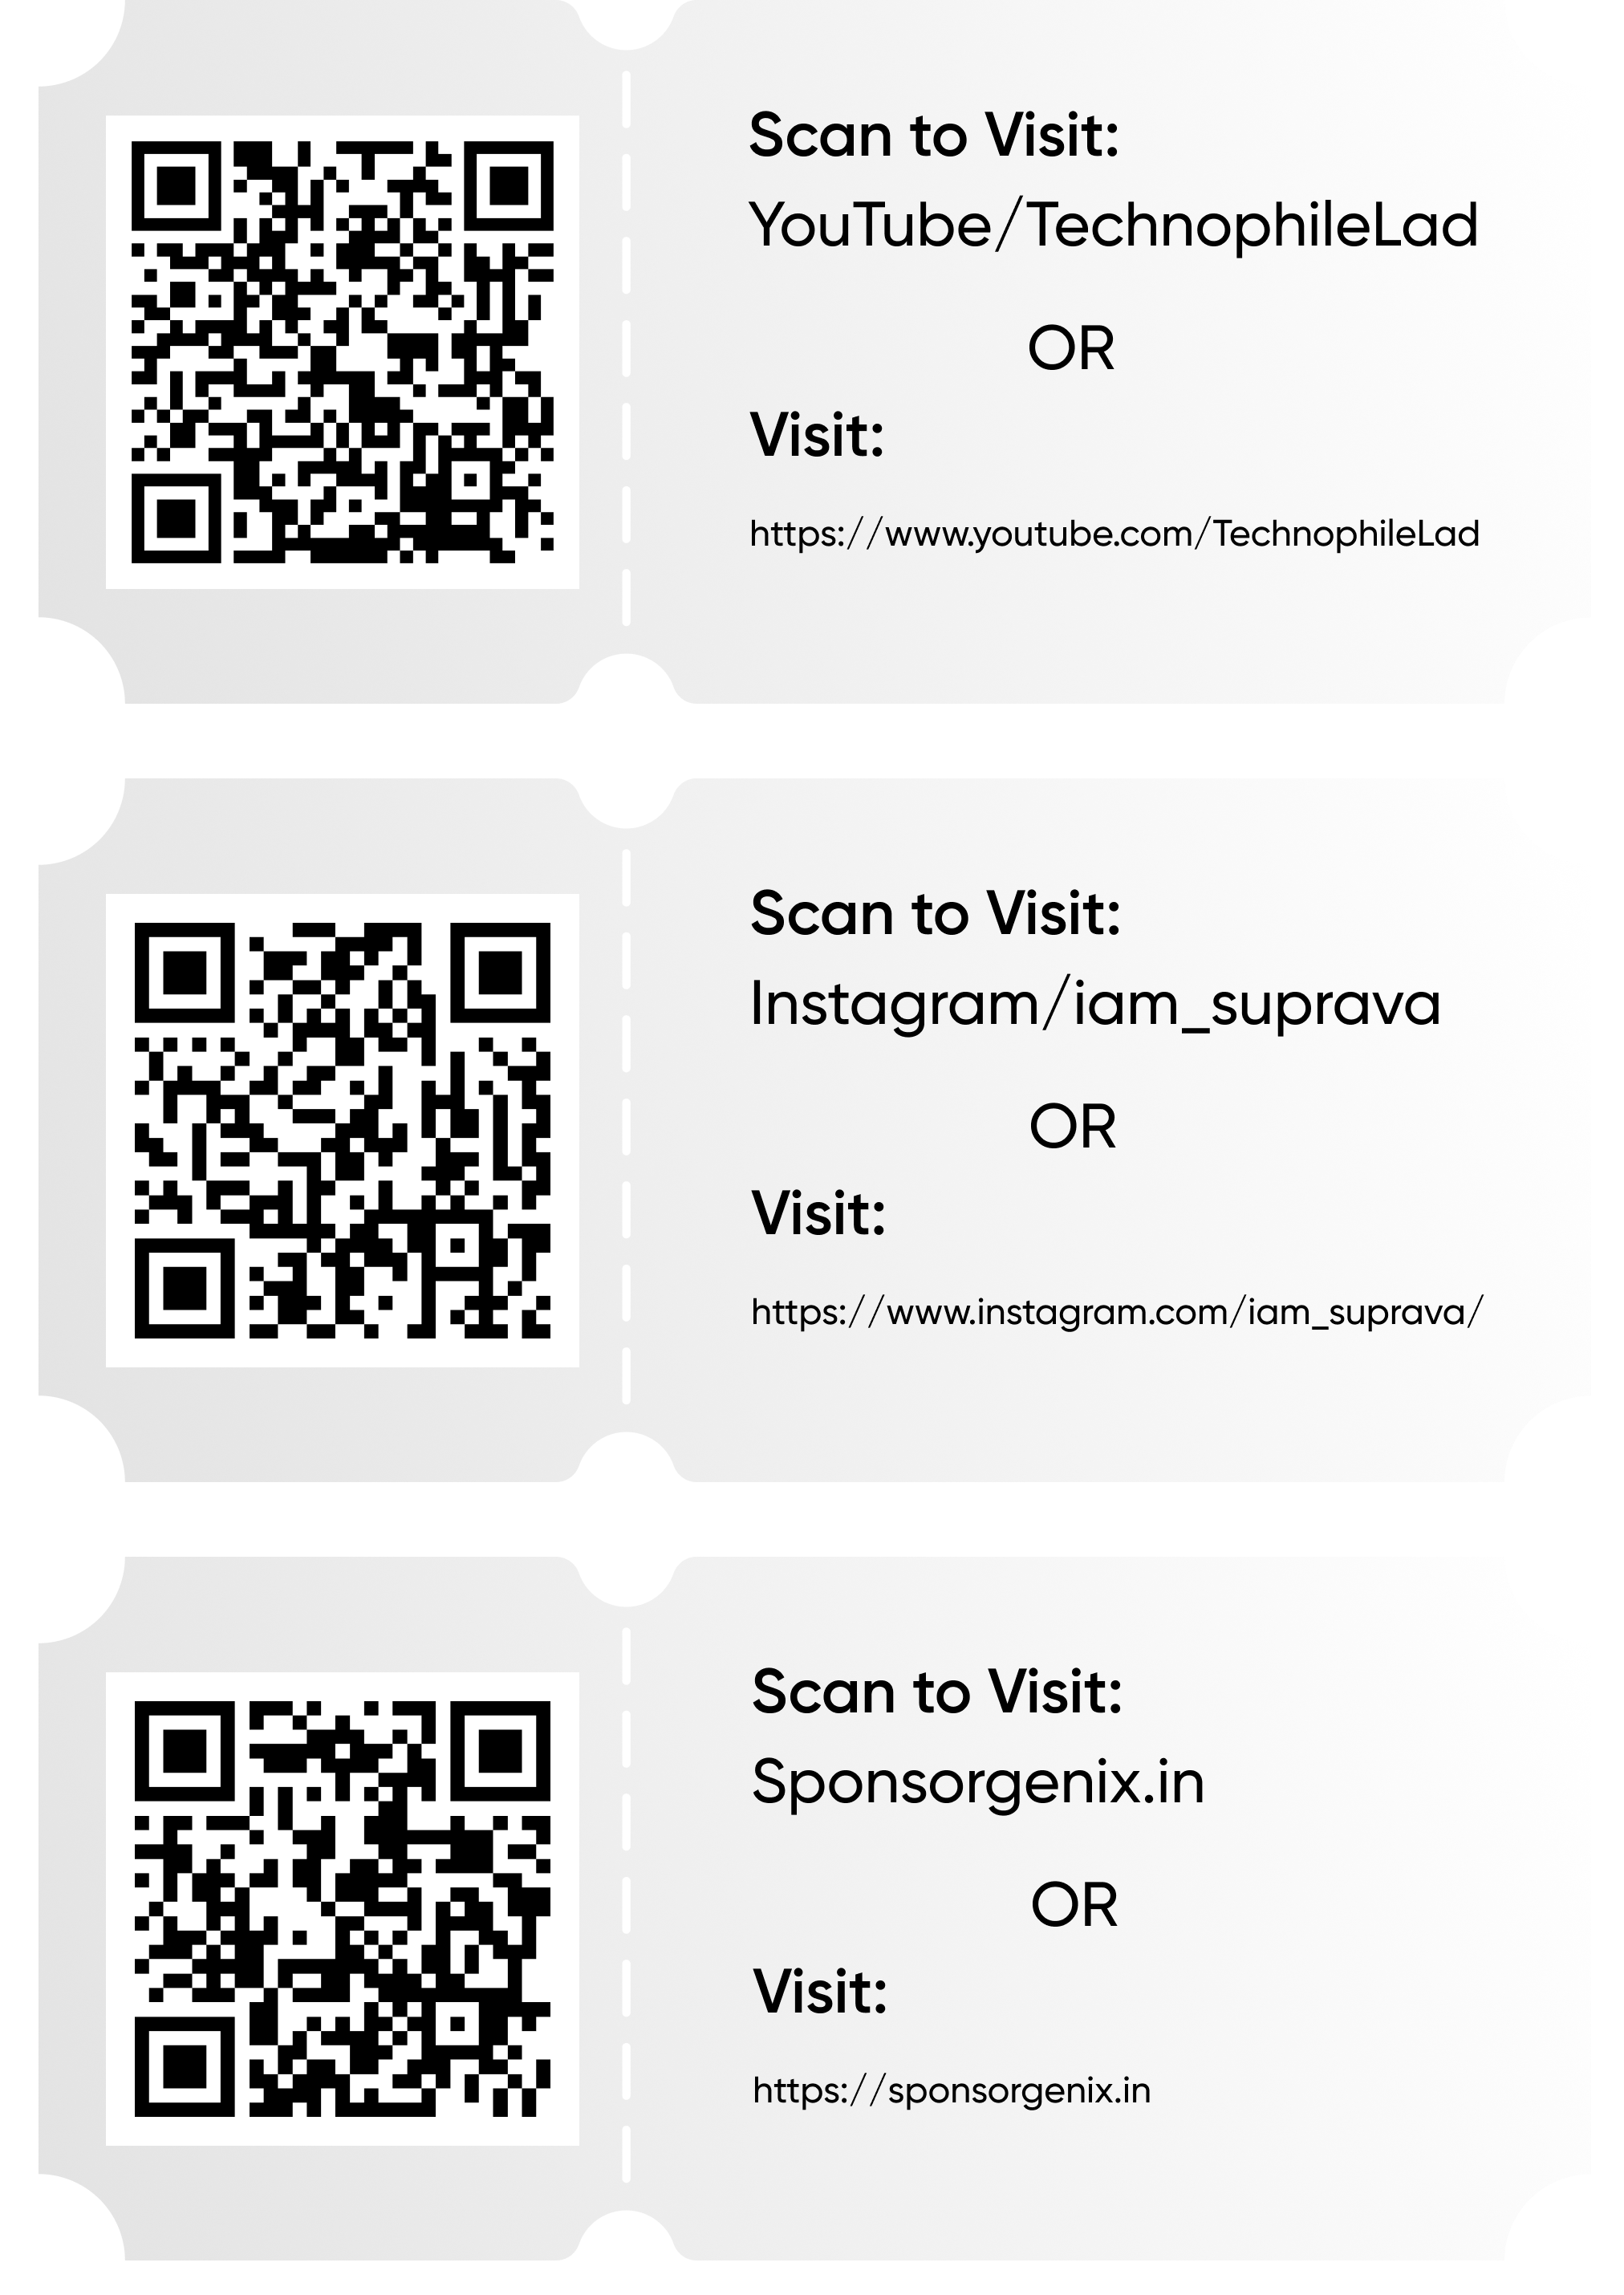 Scan to Visit:
YouTube/TechnophileLad
OR
Visit:
https://www.youtube.com/TechnophileLad
Scan to Visit:
Instagram/iam_suprava
OR
Visit:
https://www.instagram.com/iam_suprava/
Scan to Visit:
Sponsorgenix.in
OR
Visit:
https://sponsorgenix.in